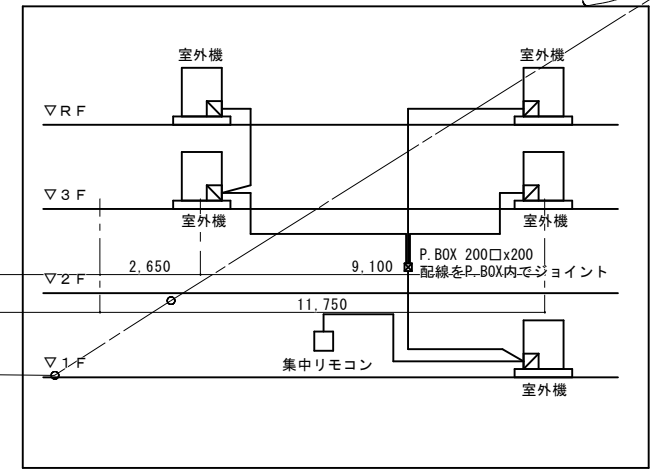 室外機
室外機
▽RF
▽3F
室外機
室外機
P.BOX 200□x200
2,650
9,100
配線をP.BOX内でジョイント
▽2F
11,750
▽1F
集中リモコン
室外機